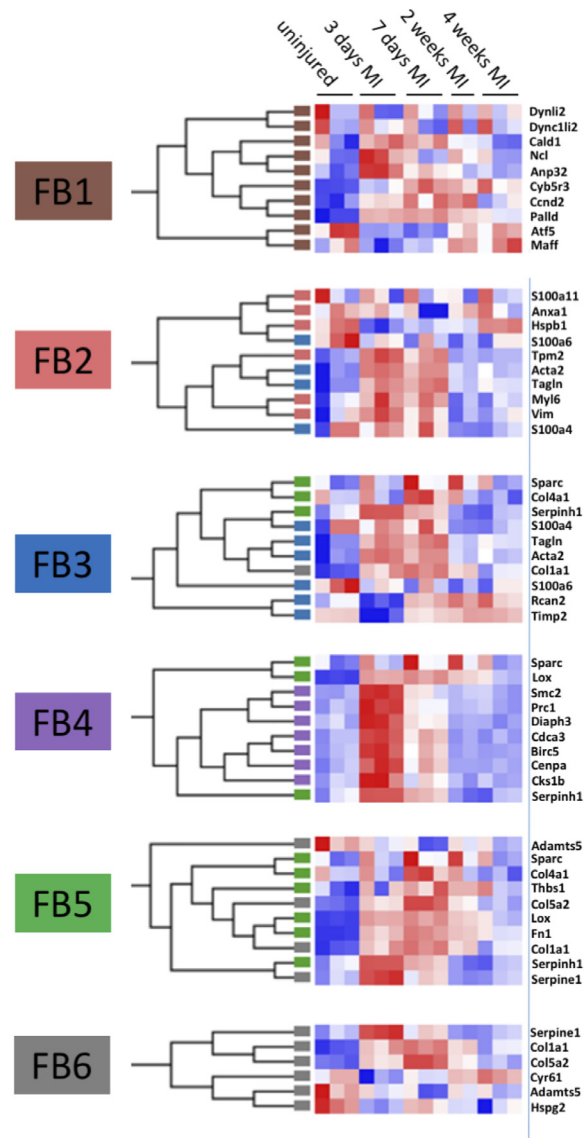 uninjured
3 days MI
7 days MI
2 weeks MI
4 weeks MI
FB1
Dynli2
Dync1li2
Cald1
Ncl
Anp32
Cyb5r3
Ccnd2
Palld
Atf5
Maff
FB2
S100a11
Anxa1
Hspb1
S100a6
Tpm2
Acta2
Tagln
Myl6
Vim
S100a4
FB3
Sparc
Col4a1
Serpinh1
S100a4
Tagln
Acta2
Col1a1
S100a6
Rcan2
Timp2
FB4
Sparc
Lox
Smc2
Prc1
Diaph3
Cdca3
Birc5
Cenpa
Cks1b
Serpinh1
FB5
Adamts5
Sparc
Col4a1
Thbs1
Col5a2
Lox
Fn1
Col1a1
Serpinh1
Serpine1
FB6
Serpine1
Col1a1
Col5a2
Cyr61
Adamts5
Hspg2